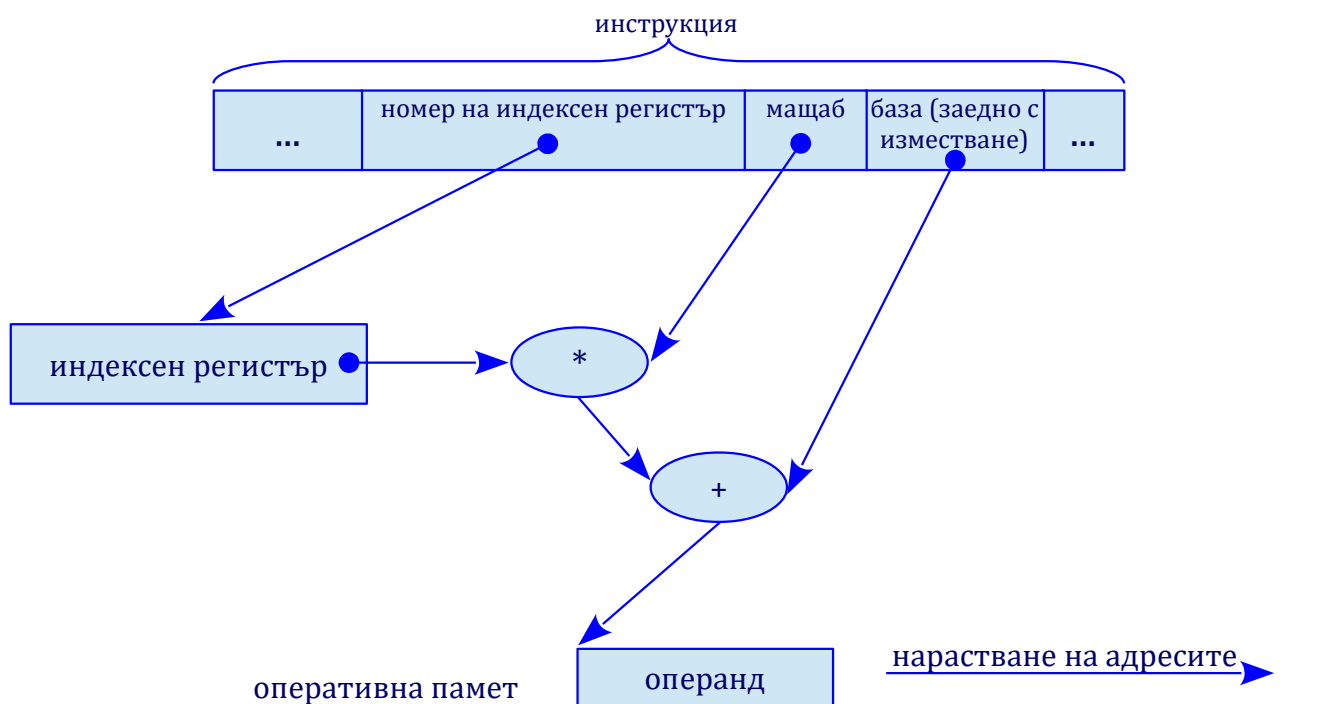 инструкция
... номер на индексен регистър мащаб база (заедно с изместване) ...
индексен регистър *
+
нарастване на адресите
оперативна памет операнд